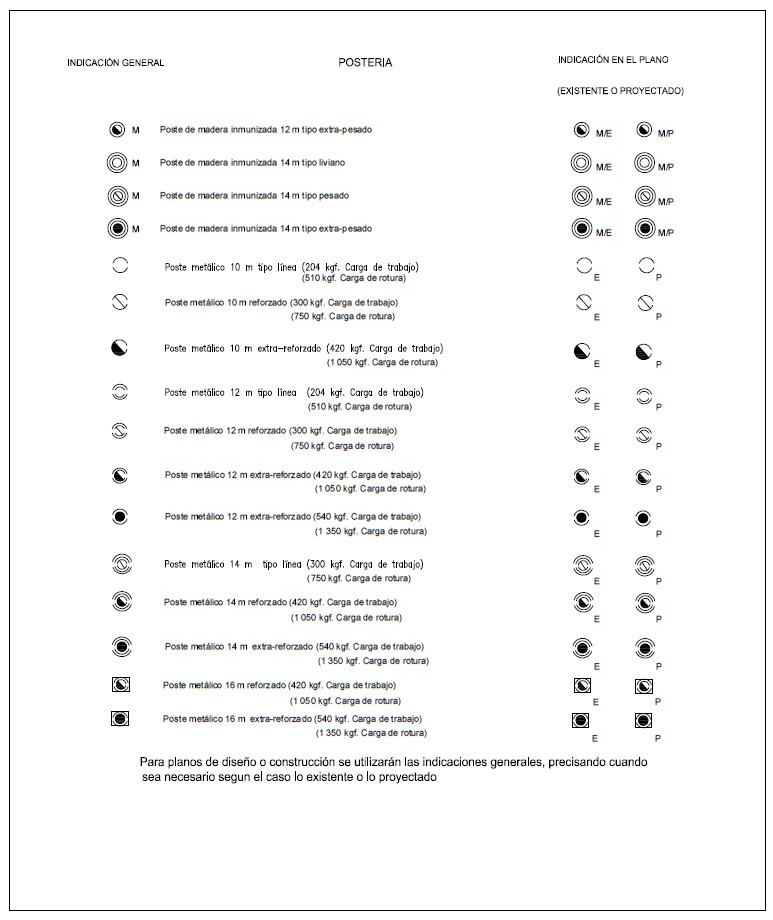 INDICACIÓN GENERAL POSTERIA INDICACIÓN EN EL PLANO
(EXISTENTE O PROYECTADO)
M Poste de madera inmunizada 12 m tipo extra-pesado M/E M/P
M Poste de madera inmunizada 14 m tipo liviano M/E M/P
M Poste de madera inmunizada 14 m tipo pesado M/E M/P
M Poste de madera inmunizada 14 m tipo extra-pesado M/E M/P
Poste metálico 10 m tipo línea (204 kgf. Carga de trabajo)
(510 kgf. Carga de rotura) E P
Poste metálico 10 m reforzado (300 kgf. Carga de trabajo)
(750 kgf. Carga de rotura) E P
Poste metálico 10 m extra-reforzado (420 kgf. Carga de trabajo)
(1 050 kgf. Carga de rotura) E P
Poste metálico 12 m tipo línea (204 kgf. Carga de trabajo)
(510 kgf. Carga de rotura) E P
Poste metálico 12 m reforzado (300 kgf. Carga de trabajo)
(750 kgf. Carga de rotura) E P
Poste metálico 12 m extra-reforzado (420 kgf. Carga de trabajo)
(1 050 kgf. Carga de rotura) E P
Poste metálico 12 m extra-reforzado (540 kgf. Carga de trabajo)
(1 350 kgf. Carga de rotura) E P
Poste metálico 14 m tipo línea (300 kgf. Carga de trabajo)
(750 kgf. Carga de rotura) E P
Poste metálico 14 m reforzado (420 kgf. Carga de trabajo)
(1 050 kgf. Carga de rotura) E P
Poste metálico 14 m extra-reforzado (540 kgf. Carga de trabajo)
(1 350 kgf. Carga de rotura) E P
Poste metálico 16 m reforzado (420 kgf. Carga de trabajo)
(1 050 kgf. Carga de rotura) E P
Poste metálico 16 m extra-reforzado (540 kgf. Carga de trabajo)
(1 350 kgf. Carga de rotura) E P
Para planos de diseño o construcción se utilizarán las indicaciones generales, precisando cuando
sea necesario segun el caso lo existente o lo proyectado